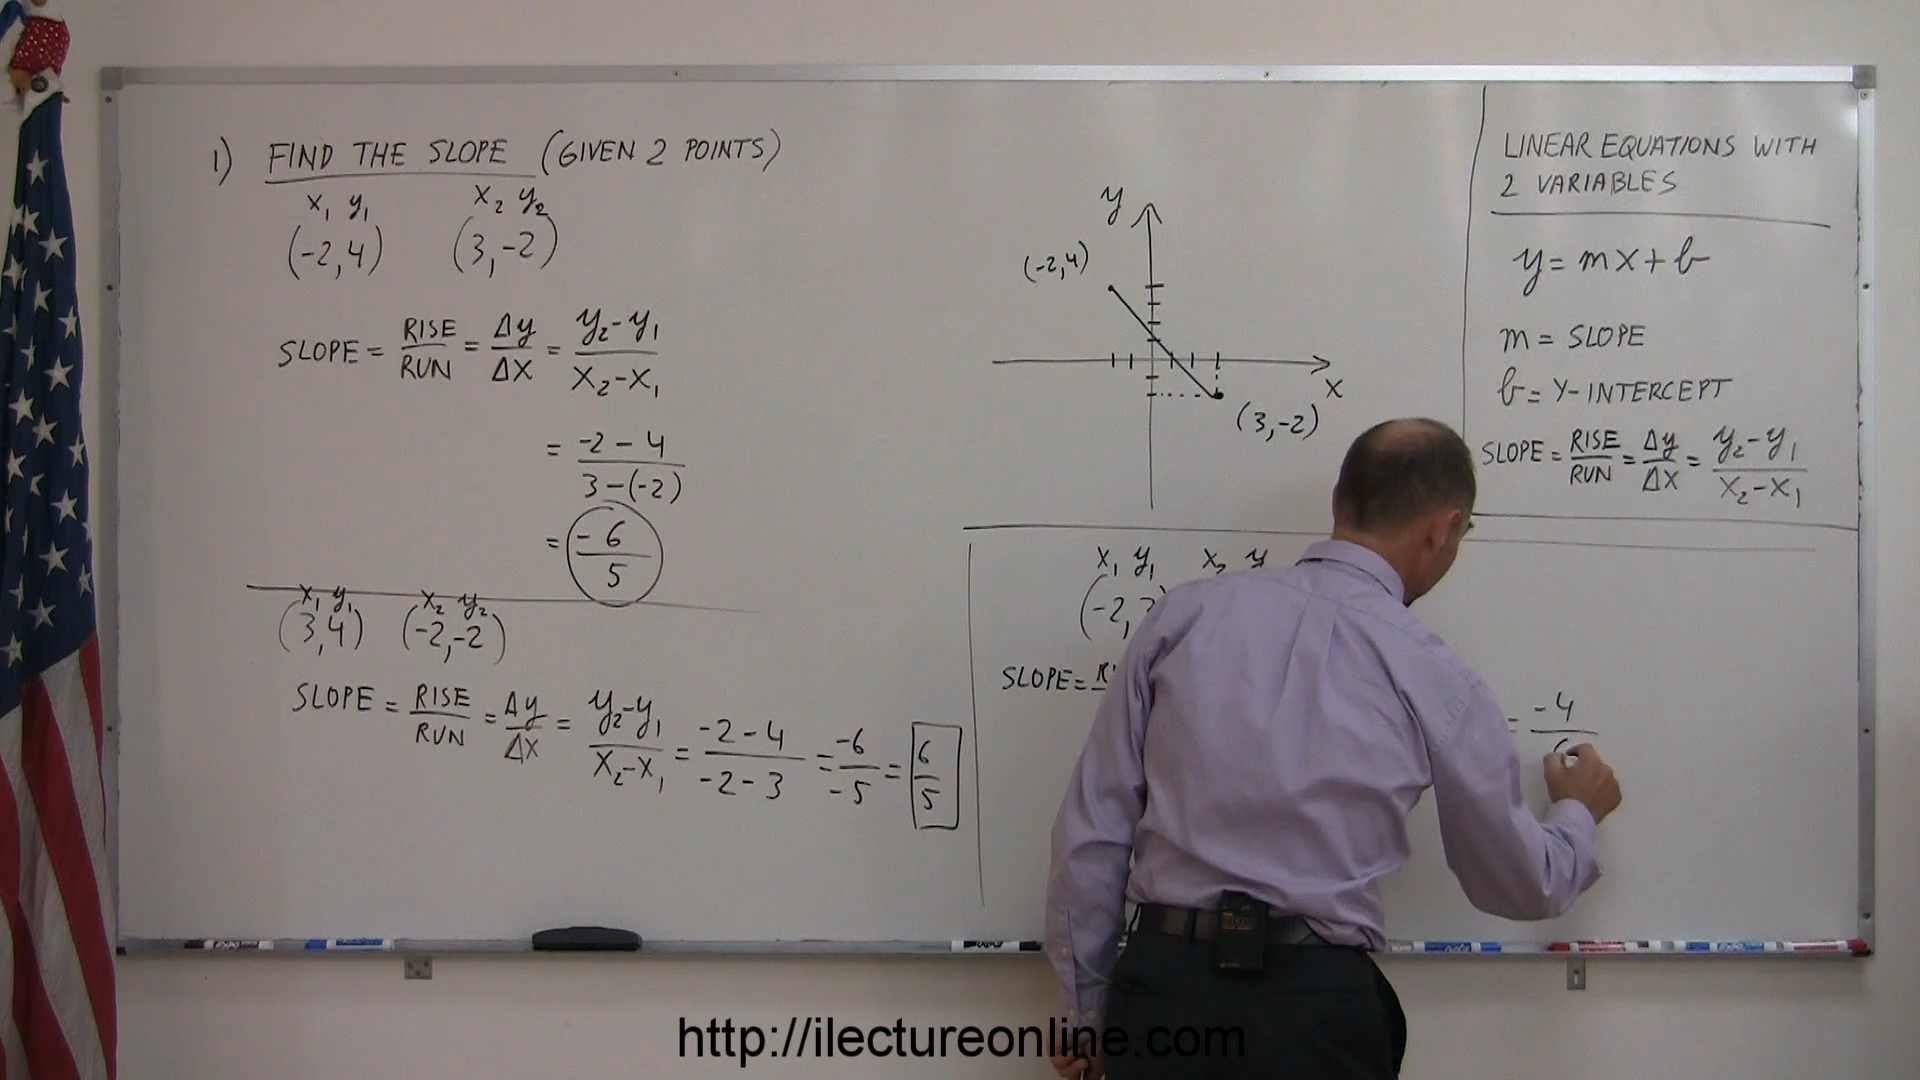 1) FIND THE SLOPE (GIVEN 2 POINTS)
x₁ y₁ x₂ y₂
(-2,4) (3,-2)
SLOPE = RISE/RUN = Δy/Δx = y₂-y₁/x₂-x₁
= -2-4/3-(-2)
= -6/5
x₁ y₁ x₂ y₂
(3,4) (-2,-2)
SLOPE = RISE/RUN = Δy/Δx = y₂-y₁/x₂-x₁ = -2-4/-2-3 = -6/-5 = 6/5
y
(-2,4)
x
(3,-2)
LINEAR EQUATIONS WITH
2 VARIABLES
y = mx+b
m = SLOPE
b = Y-INTERCEPT
SLOPE = RISE/RUN = Δy/Δx = y₂-y₁/x₂-x₁
x₁ y₁ x₂ y
(-2,
SLOPE =
= -4/
http://ilectureonline.com